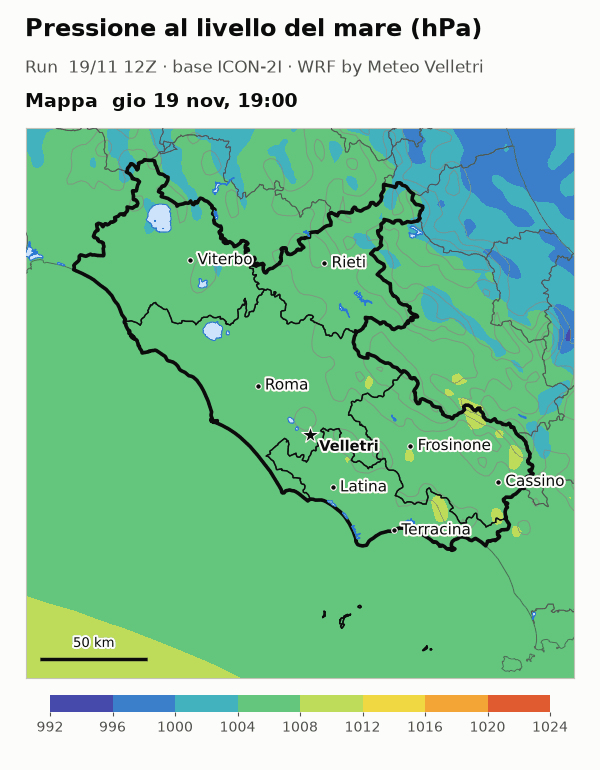 Pressione al livello del mare (hPa)
Run  19/11 12Z · base ICON-2I · WRF by Meteo Velletri
Mappa  gio 19 nov, 19:00
Viterbo
Rieti
Roma
Velletri
Frosinone
Latina
Cassino
Terracina
50 km
992 996 1000 1004 1008 1012 1016 1020 1024